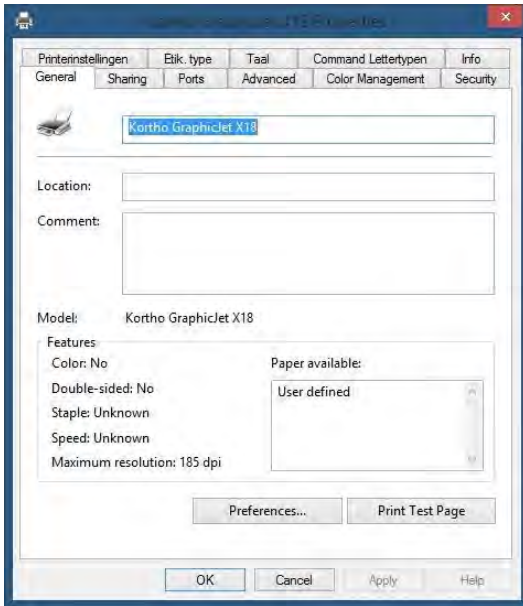 Properties
Printerinstellingen Etik. type Taal Command Lettertypen Info
General Sharing Ports Advanced Color Management Security
Kortho GraphicJet X18
Location:
Comment:
Model: Kortho GraphicJet X18
Features
Color: No
Double-sided: No
Staple: Unknown
Speed: Unknown
Maximum resolution: 185 dpi
Paper available:
User defined
Preferences... Print Test Page
OK Cancel Apply Help